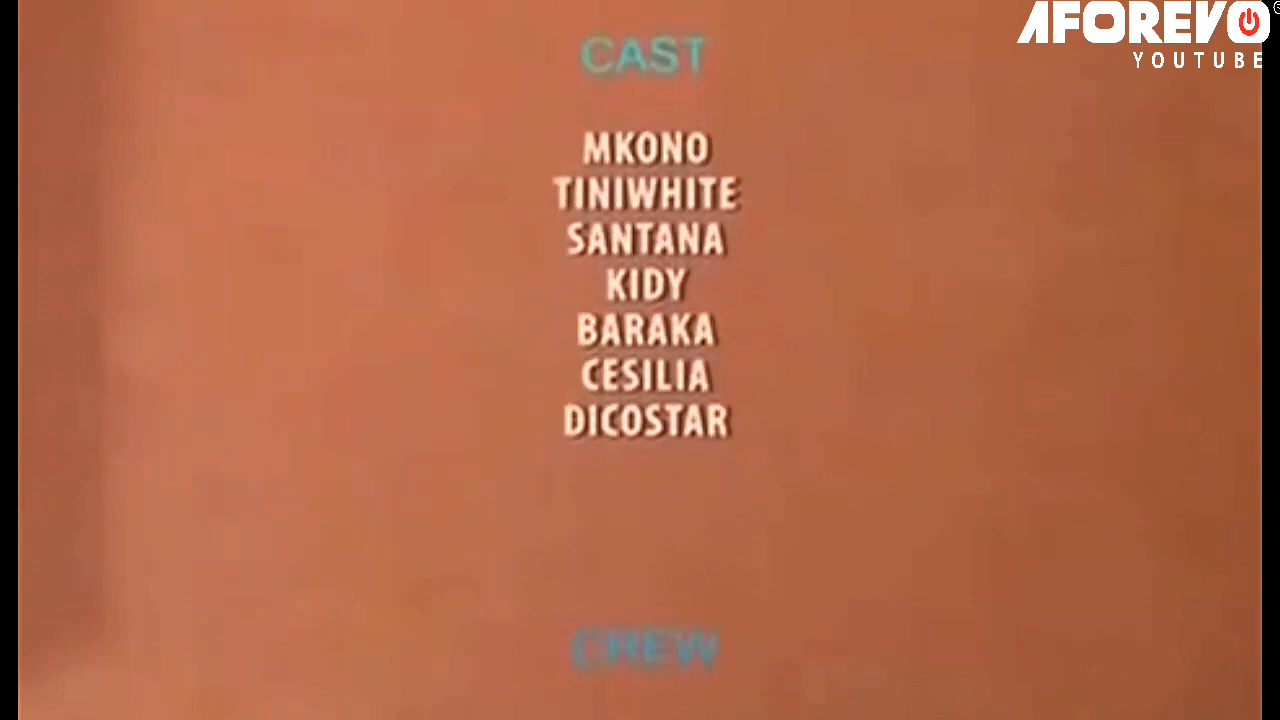 AFOREVO
YOUTUBE
CAST
MKONO
TINIWHITE
SANTANA
KIDY
BARAKA
CESILIA
DICOSTAR
CREW